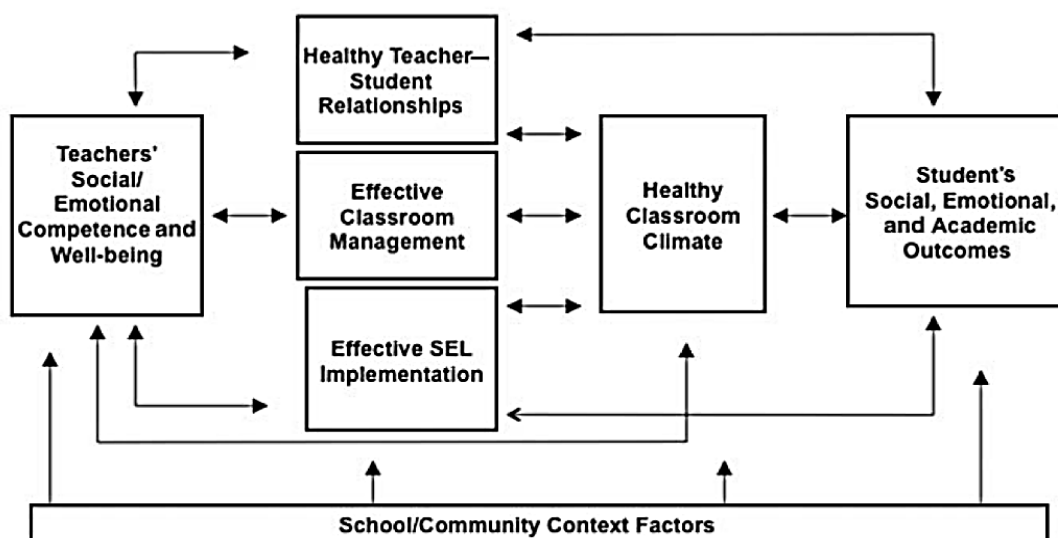 Healthy Teacher—
Student
Relationships
Teachers'
Social/
Emotional
Competence and
Well-being
Effective
Classroom
Management
Effective SEL
Implementation
Healthy
Classroom
Climate
Student's
Social, Emotional,
and Academic
Outcomes
School/Community Context Factors